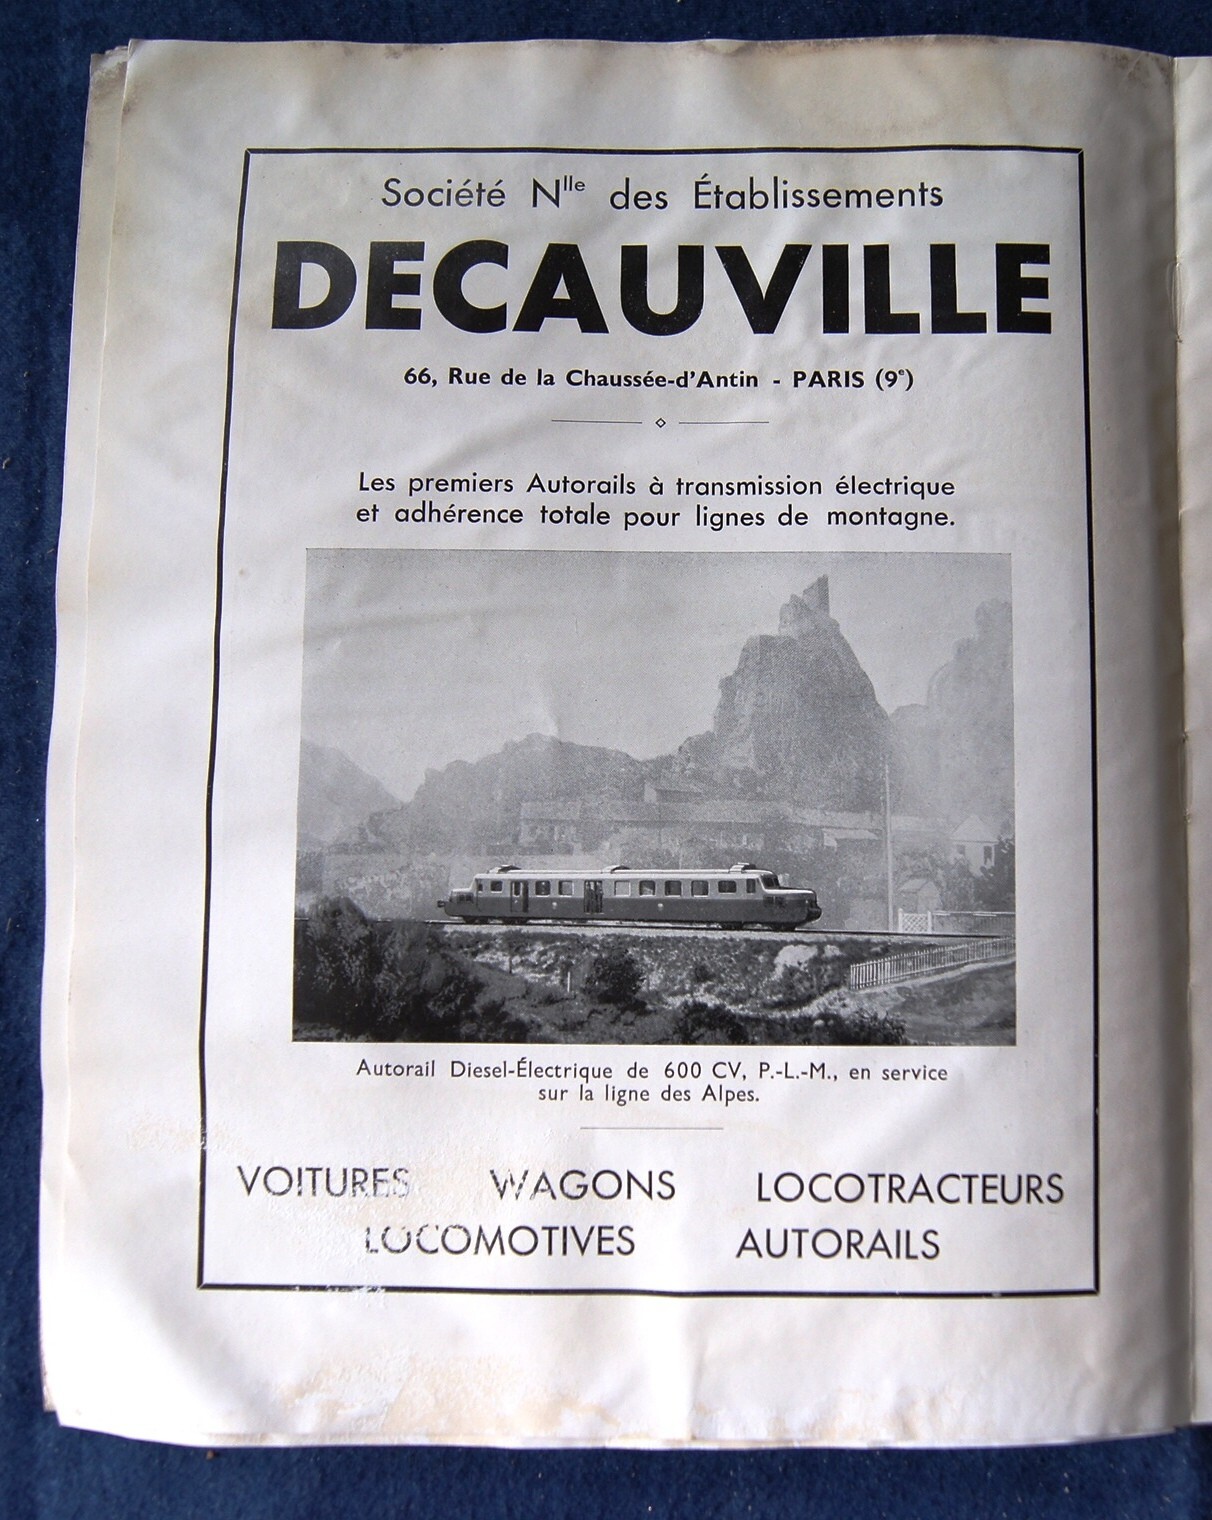 Société Nlle des Établissements
DECAUVILLE
66, Rue de la Chaussée-d'Antin - PARIS (9e)
Les premiers Autorails à transmission électrique
et adhérence totale pour lignes de montagne.
Autorail Diesel-Électrique de 600 CV, P.-L.-M., en service
sur la ligne des Alpes.
VOITURES WAGONS LOCOTRACTEURS
LOCOMOTIVES AUTORAILS